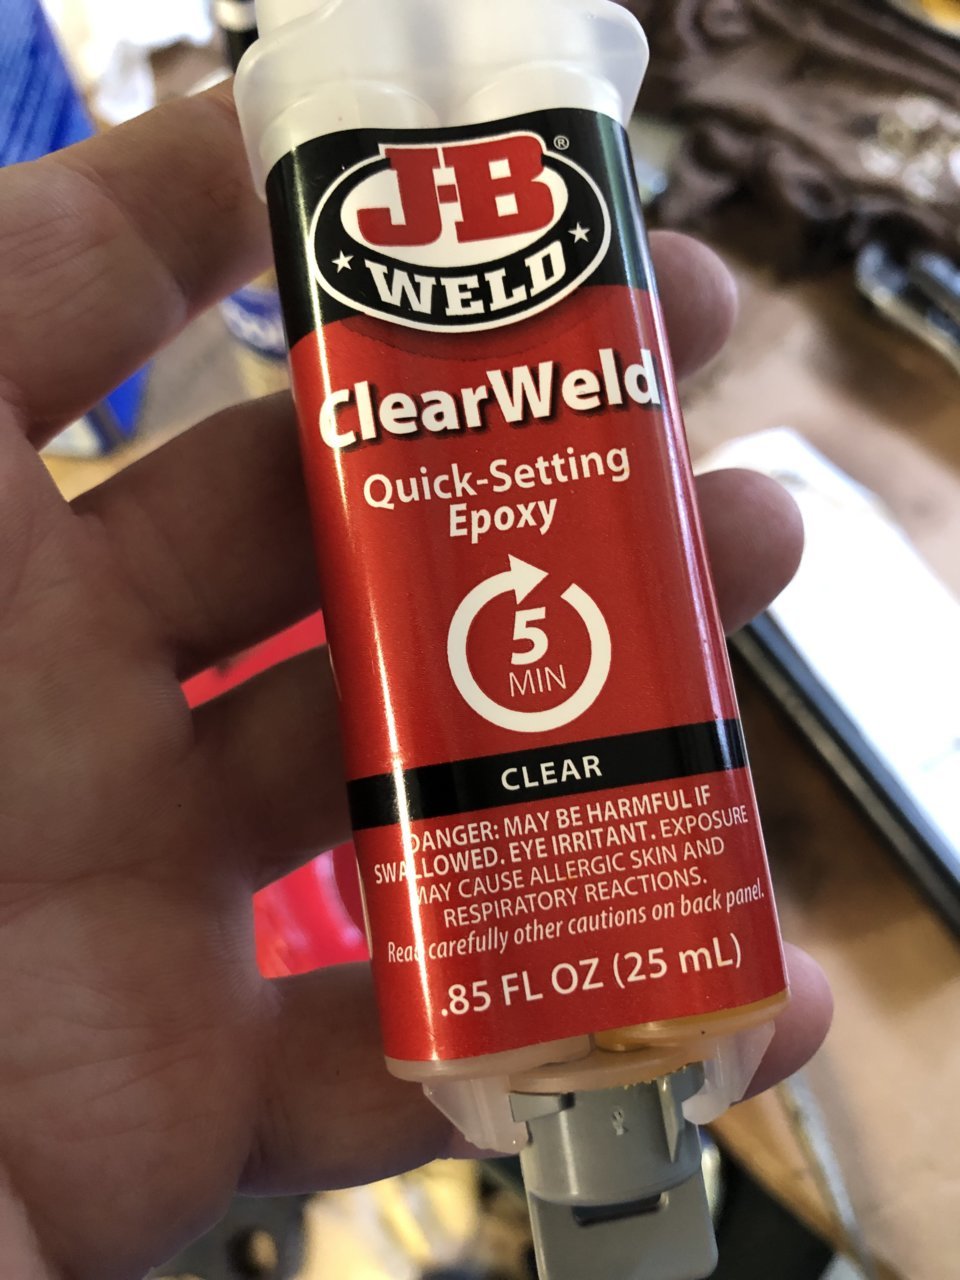 J-B®
WELD
ClearWeld
Quick-Setting
Epoxy
5
MIN
CLEAR
DANGER: MAY BE HARMFUL IF
SWALLOWED. EYE IRRITANT. EXPOSURE
MAY CAUSE ALLERGIC SKIN AND
RESPIRATORY REACTIONS.
Read carefully other cautions on back panel.
.85 FL OZ (25 mL)